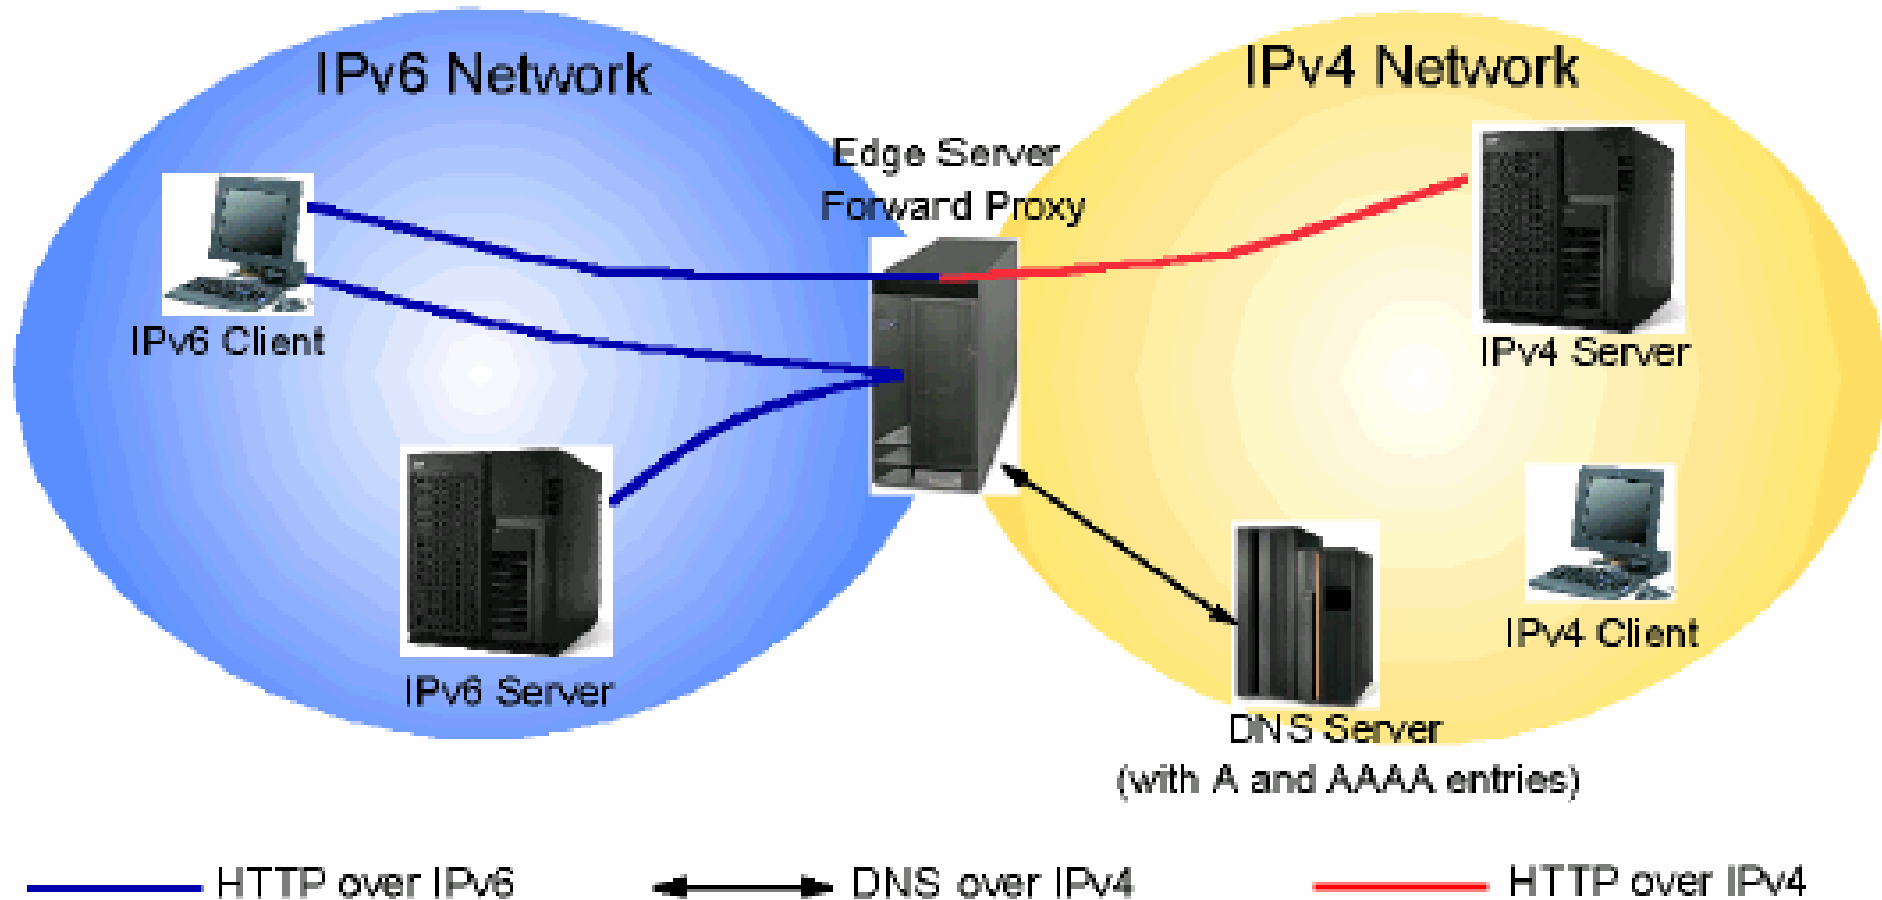 IPv6 Network
IPv4 Network
Edge Server
Forward Proxy
IPv6 Client
IPv4 Server
IPv6 Server
IPv4 Client
DNS Server
(with A and AAAA entries)
HTTP over IPv6
DNS over IPv4
HTTP over IPv4